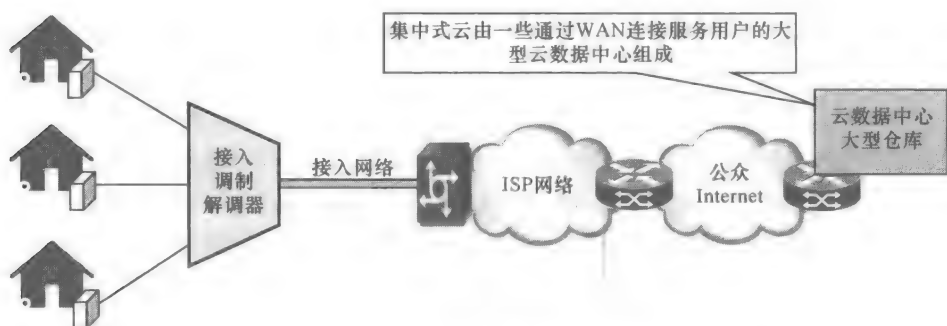 集中式云由一些通过WAN连接服务用户的大
型云数据中心组成
云数据中心
大型仓库
接入
调制
解调器
接入网络
ISP网络
公众
Internet